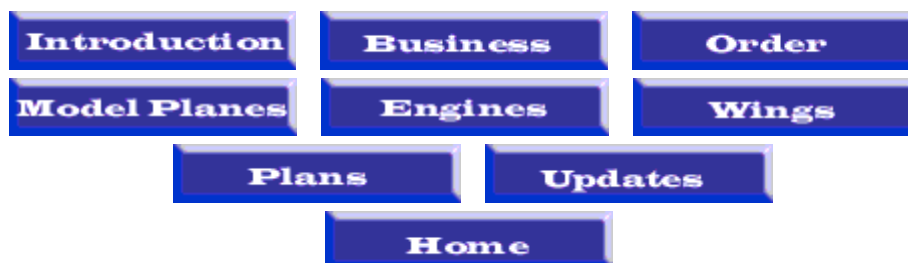 Introduction Business Order
Model Planes Engines Wings
Plans Updates
Home